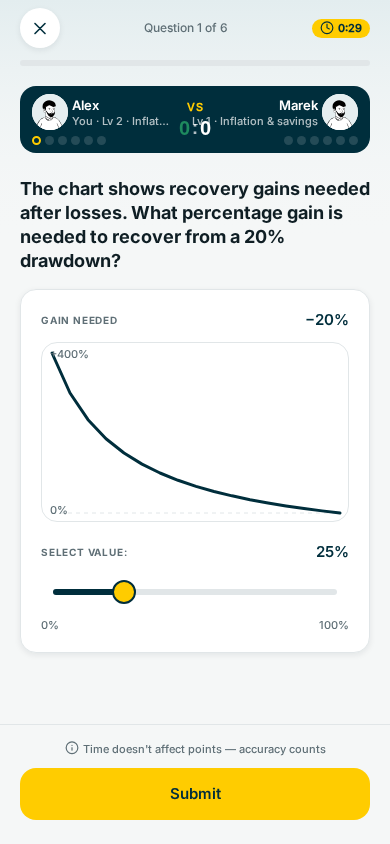 Question 1 of 6
0:29
Alex
VS
Marek
You · Lv 2 · Inflat...
Lv 1 · Inflation & savings
0:0
The chart shows recovery gains needed
after losses. What percentage gain is
needed to recover from a 20%
drawdown?
GAIN NEEDED
−20%
+400%
0%
SELECT VALUE:
25%
0%
100%
Time doesn't affect points — accuracy counts
Submit